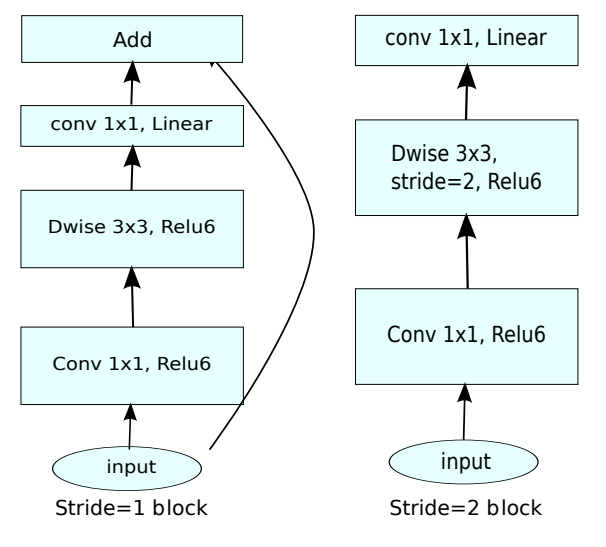 Add
conv 1x1, Linear
Dwise 3x3, Relu6
Conv 1x1, Relu6
input
Stride=1 block
conv 1x1, Linear
Dwise 3x3,
stride=2, Relu6
Conv 1x1, Relu6
input
Stride=2 block